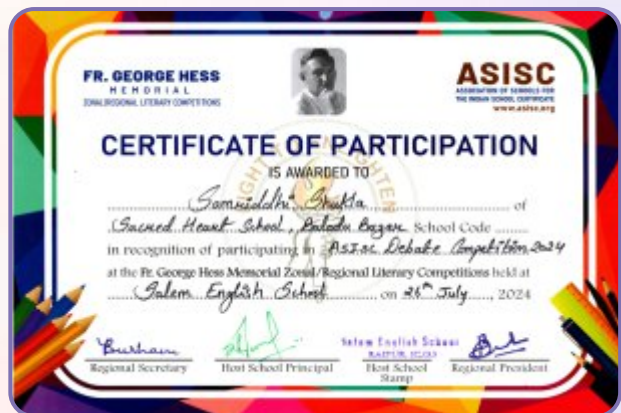 FR. GEORGE HESS
MEMORIAL
ZONAL/REGIONAL LITERARY COMPETITIONS
ASISC
ASSOCIATION OF SCHOOLS FOR
THE INDIAN SCHOOL CERTIFICATE
www.asisc.org
CERTIFICATE OF PARTICIPATION
IS AWARDED TO
Samriddhi Shukla of
Sacred Heart School, Baloda Bazar School Code
in recognition of participating in ASISC Debate Competition 2024
at the Fr. George Hess Memorial Zonal/Regional Literary Competitions held at
Salem English School on 26th July, 2024
Salem English School
RAIPUR
Regional Secretary
Host School Principal
Host School
Stamp
Regional President